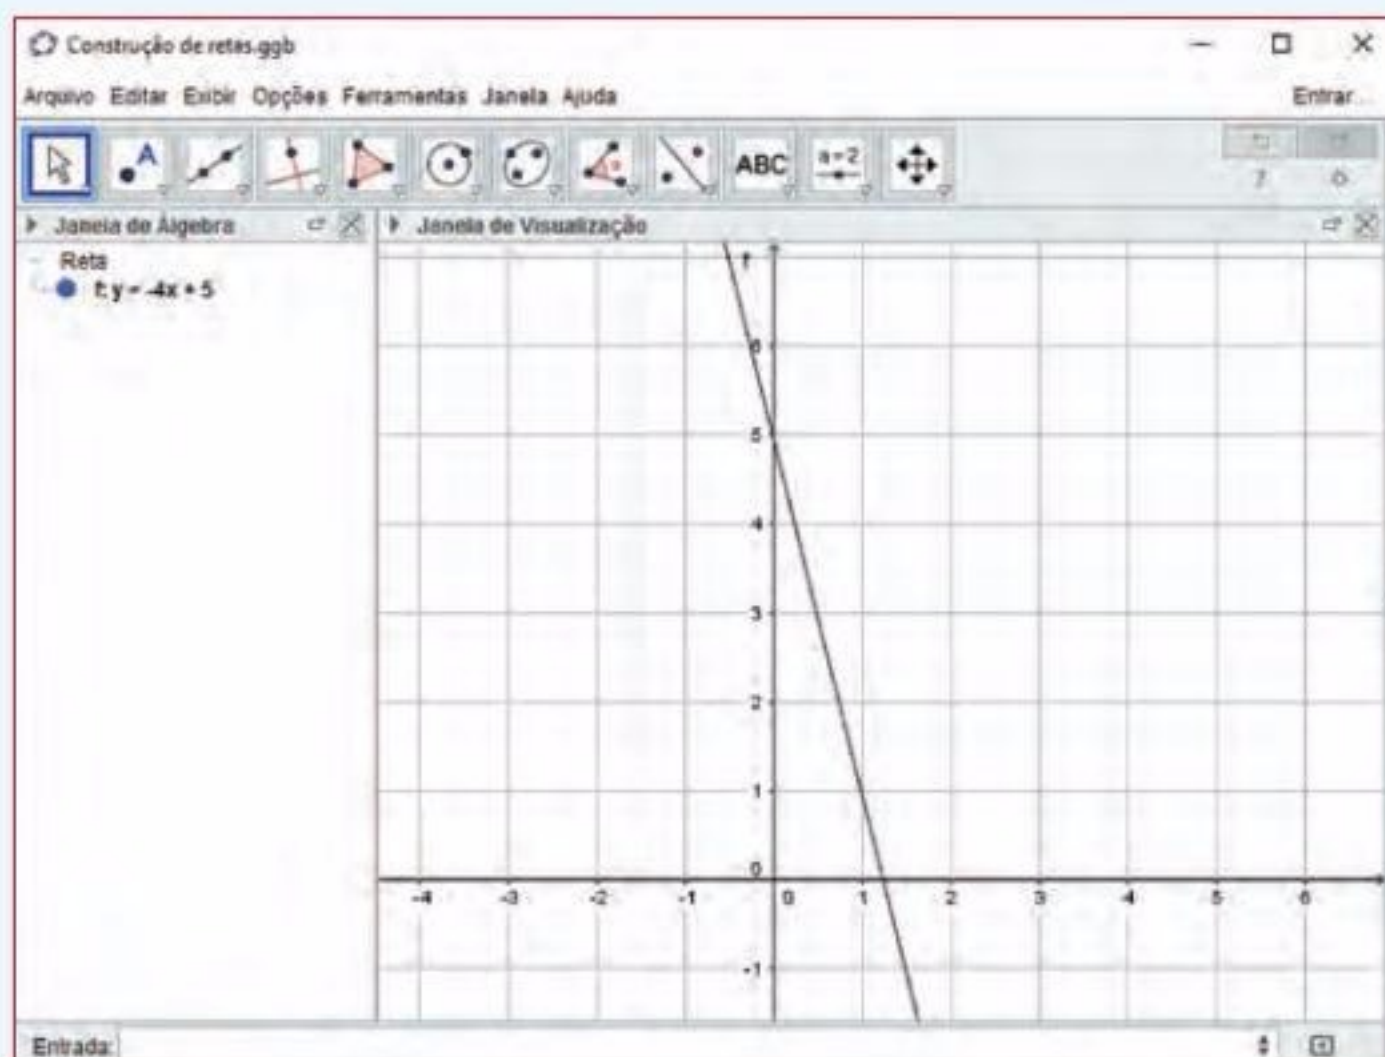 Construção de retas.ggb
Arquivo Editar Exibir Opções Ferramentas Janela Ajuda Entrar...
A ABC a=2 ?
Janela de Álgebra Janela de Visualização
Reta
f: y = -4x + 5
f
6
5
4
3
2
1
0
-4 -3 -2 -1 0 1 2 3 4 5 6
-1
Entrada: